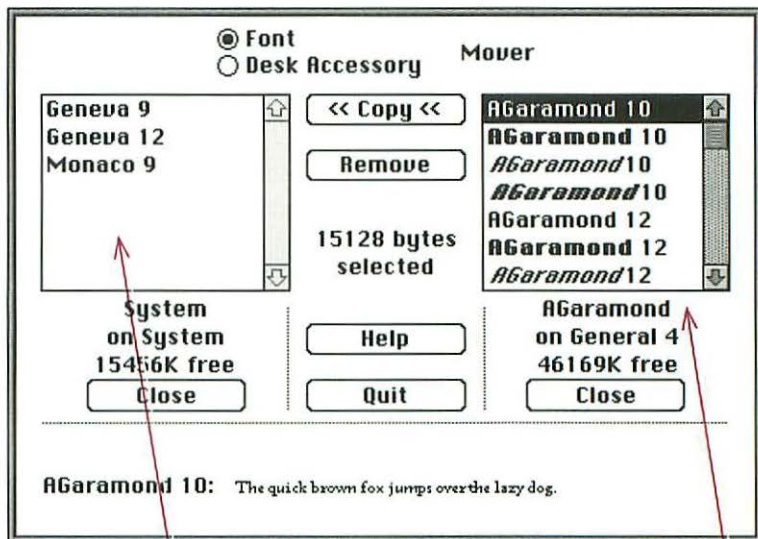 Font
Desk Accessory
Mover
Geneva 9
Geneva 12
Monaco 9
<< Copy <<
Remove
15128 bytes
selected
AGaramond 10
AGaramond 10
AGaramond 10
AGaramond 10
AGaramond 12
AGaramond 12
AGaramond 12
System
on System
15456K free
Close
Help
Quit
AGaramond
on General 4
46169K free
Close
AGaramond 10: The quick brown fox jumps over the lazy dog.